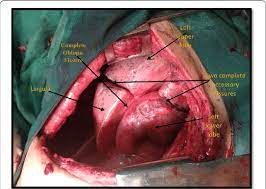 Left
upper
lobe
Complete
Oblique
Fissure
Lingula
Two complete
accessory
fissures
Left
lower
lobe